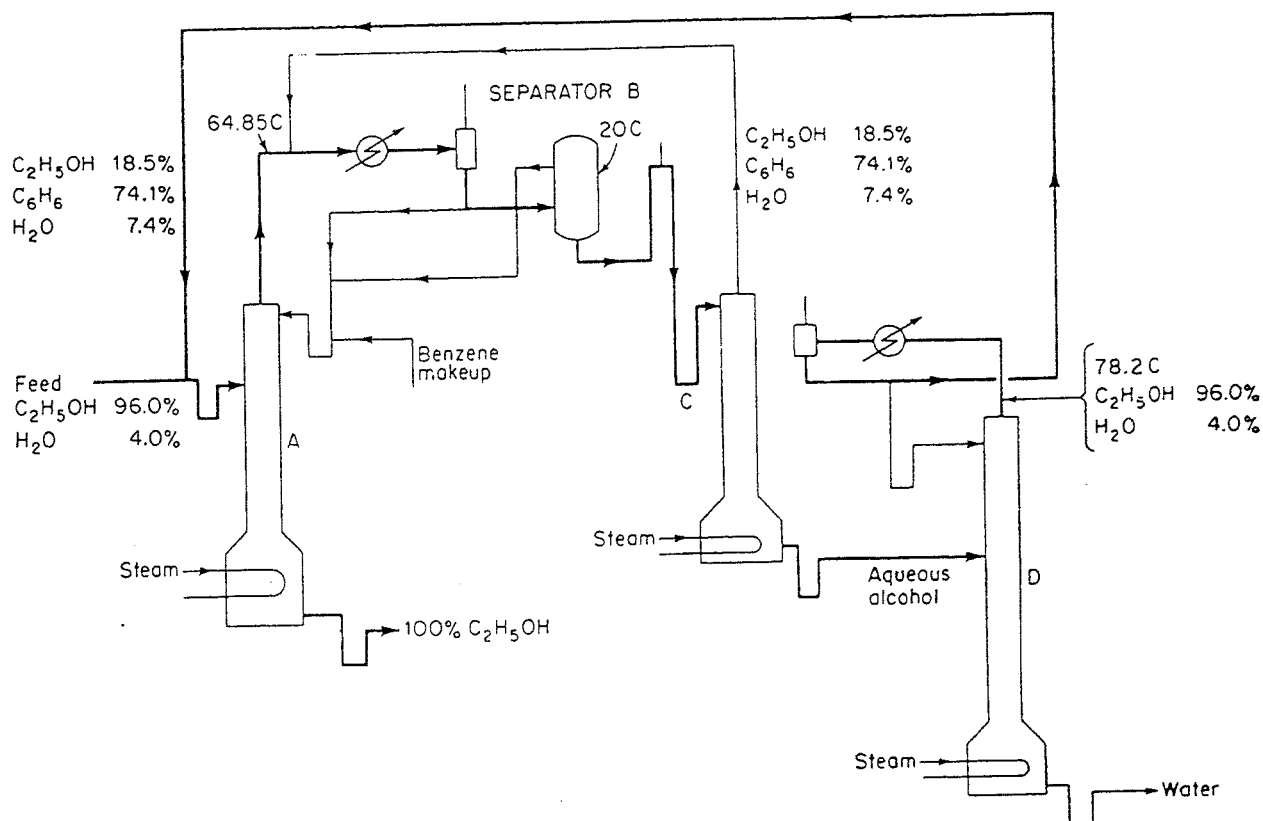 SEPARATOR B
64.85C
20C
C₂H₅OH 18.5%
C₆H₆ 74.1%
H₂O 7.4%
C₂H₅OH 18.5%
C₆H₆ 74.1%
H₂O 7.4%
Benzene
makeup
Feed
C₂H₅OH 96.0%
H₂O 4.0%
A
C
78.2C
C₂H₅OH 96.0%
H₂O 4.0%
Steam
100% C₂H₅OH
Steam
Aqueous
alcohol
D
Steam
Water